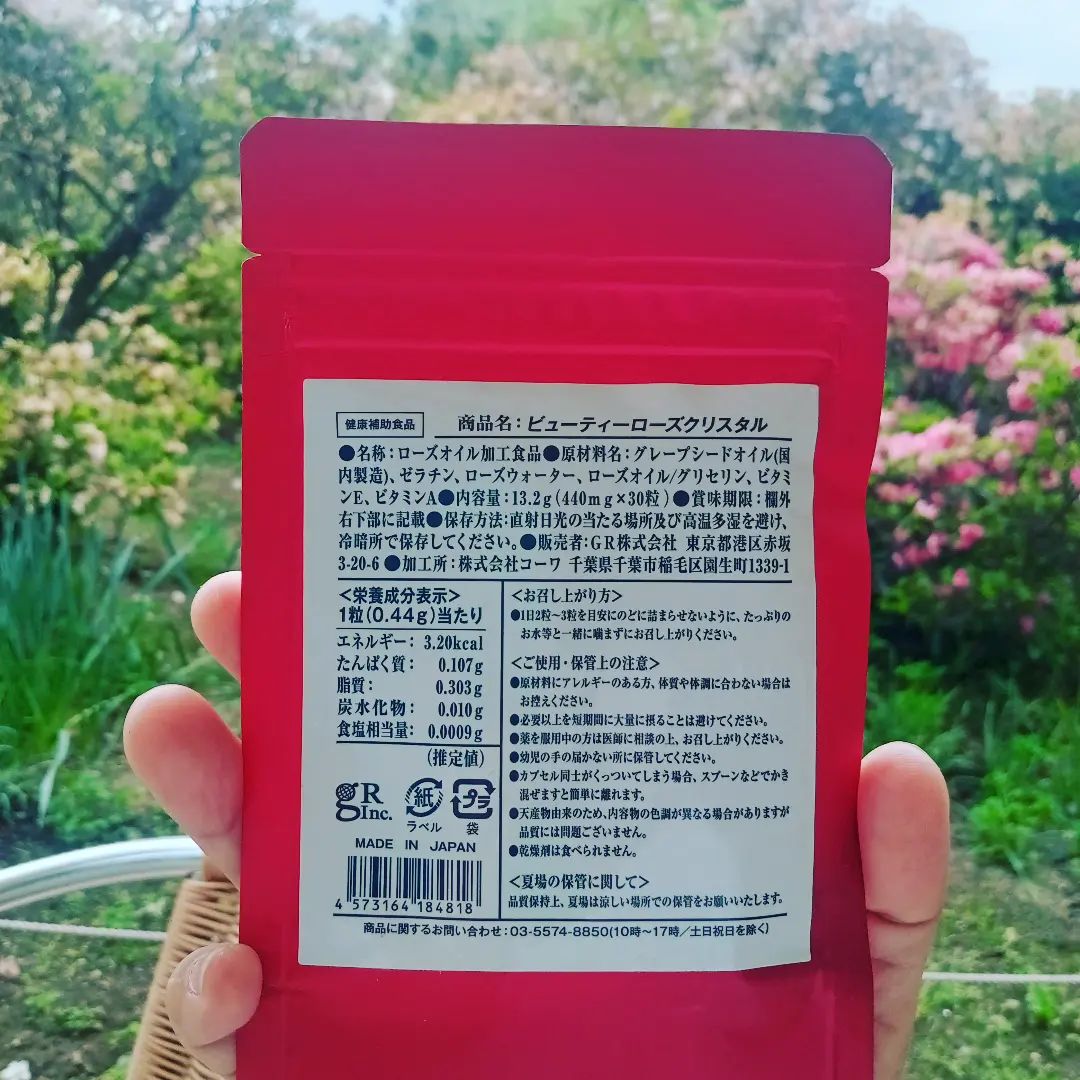 健康補助食品
商品名：ビューティーローズクリスタル
●名称：ローズオイル加工食品●原材料名：グレープシードオイル(国
内製造)、ゼラチン、ローズウォーター、ローズオイル/グリセリン、ビタミ
ンE、ビタミンA●内容量：13.2g(440mg×30粒)●賞味期限：欄外
右下部に記載●保存方法：直射日光の当たる場所及び高温多湿を避け、
冷暗所で保存してください。●販売者：GR株式会社 東京都港区赤坂
3-20-6 ●加工所：株式会社コーワ 千葉県千葉市稲毛区園生町1339-1
＜栄養成分表示＞
1粒(0.44g)当たり
エネルギー： 3.20kcal
たんぱく質： 0.107g
脂質： 0.303g
炭水化物： 0.010g
食塩相当量： 0.0009g
(推定値)
gR
Inc.
紙
ラベル
プラ
袋
MADE IN JAPAN
4 573164 184818
＜お召し上がり方＞
●1日2粒～3粒を目安にのどに詰まらせないように、たっぷりの
お水等と一緒に噛まずにお召し上がりください。
＜ご使用・保管上の注意＞
●原材料にアレルギーのある方、体質や体調に合わない場合は
お控えください。
●必要以上を短期間に大量に摂ることは避けてください。
●薬を服用中の方は医師に相談の上、お召し上がりください。
●幼児の手の届かない所に保管してください。
●カプセル同士がくっついてしまう場合、スプーンなどでかき
混ぜますと簡単に離れます。
●天産物由来のため、内容物の色調が異なる場合がありますが
品質には問題ございません。
●乾燥剤は食べられません。
＜夏場の保管に関して＞
品質保持上、夏場は涼しい場所での保管をお願いいたします。
商品に関するお問い合わせ：03-5574-8850(10時～17時／土日祝日を除く)